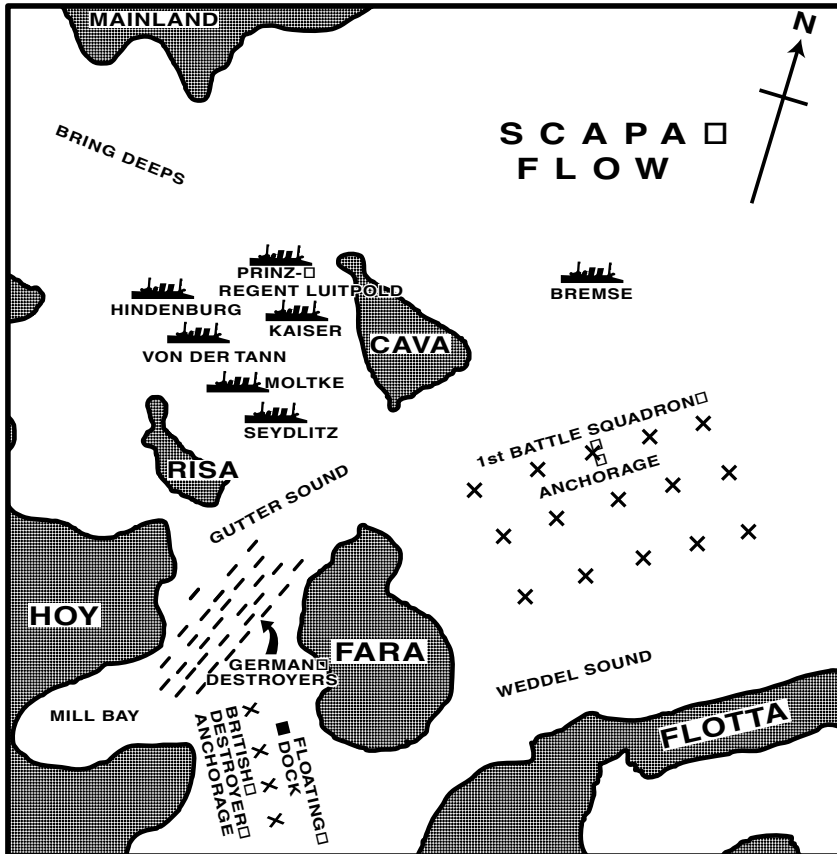 MAINLAND
N
BRING DEEPS
SCAPA
FLOW
PRINZ-
REGENT LUITPOLD
HINDENBURG
KAISER
BREMSE
VON DER TANN
CAVA
MOLTKE
SEYDLITZ
1st BATTLE SQUADRON
ANCHORAGE
RISA
GUTTER SOUND
HOY
FARA
GERMAN
DESTROYERS
WEDDEL SOUND
MILL BAY
FLOTTA
BRITISH
DESTROYER
ANCHORAGE
FLOATING
DOCK